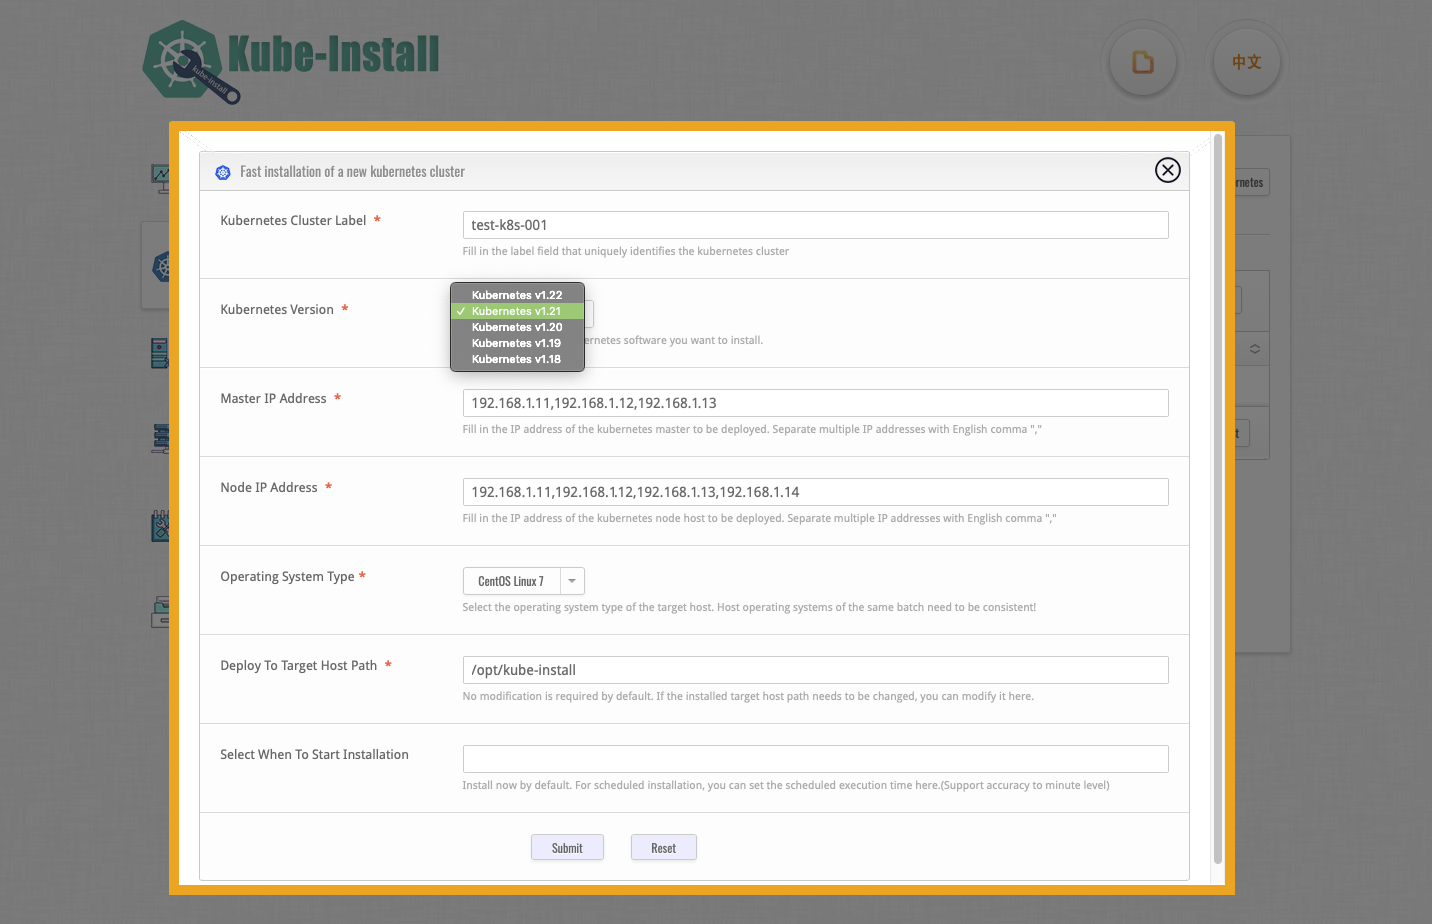 Kube-Install
kube-install
中文
Fast installation of a new kubernetes cluster
Kubernetes Cluster Label *
test-k8s-001
Fill in the label field that uniquely identifies the kubernetes cluster
Kubernetes Version *
Kubernetes v1.22
✓ Kubernetes v1.21
Kubernetes v1.20
Kubernetes v1.19
Kubernetes v1.18
software you want to install.
Master IP Address *
192.168.1.11,192.168.1.12,192.168.1.13
Fill in the IP address of the kubernetes master to be deployed. Separate multiple IP addresses with English comma ","
Node IP Address *
192.168.1.11,192.168.1.12,192.168.1.13,192.168.1.14
Fill in the IP address of the kubernetes node host to be deployed. Separate multiple IP addresses with English comma ","
Operating System Type *
CentOS Linux 7
Select the operating system type of the target host. Host operating systems of the same batch need to be consistent!
Deploy To Target Host Path *
/opt/kube-install
No modification is required by default. If the installed target host path needs to be changed, you can modify it here.
Select When To Start Installation
Install now by default. For scheduled installation, you can set the scheduled execution time here.(Support accuracy to minute level)
Submit
Reset